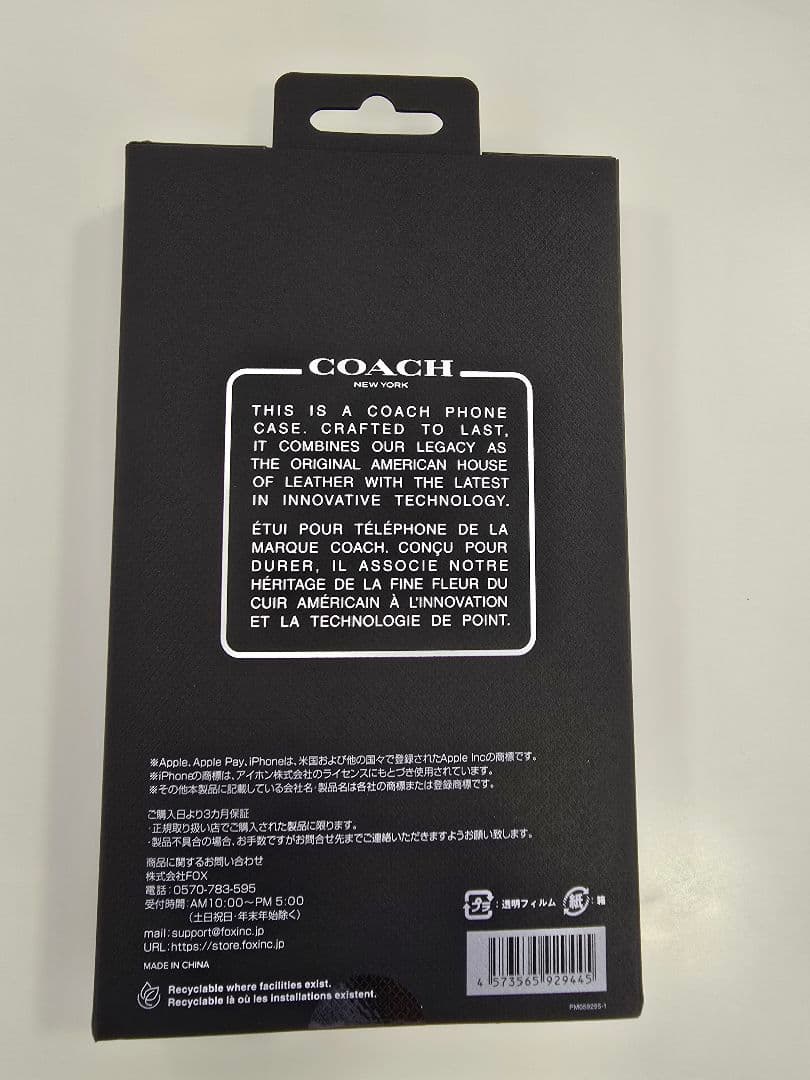 COACH
NEW YORK
THIS IS A COACH PHONE
CASE. CRAFTED TO LAST,
IT COMBINES OUR LEGACY AS
THE ORIGINAL AMERICAN HOUSE
OF LEATHER WITH THE LATEST
IN INNOVATIVE TECHNOLOGY.
ÉTUI POUR TÉLÉPHONE DE LA
MARQUE COACH. CONÇU POUR
DURER, IL ASSOCIE NOTRE
HÉRITAGE DE LA FINE FLEUR DU
CUIR AMÉRICAIN À L'INNOVATION
ET LA TECHNOLOGIE DE POINT.
※Apple、Apple Pay、iPhoneは、米国および他の国々で登録されたApple Incの商標です。
※iPhoneの商標は、アイホン株式会社のライセンスにもとづき使用されています。
※その他本製品に記載している会社名・製品名は各社の商標または登録商標です。
ご購入日より3カ月保証
・正規取り扱い店でご購入された製品に限ります。
・製品不具合の場合、お手数ですがお問合せ先までご連絡いただきますようお願い致します。
商品に関するお問い合わせ
株式会社FOX
電話:0570-783-595
受付時間:AM10:00〜PM 5:00
(土日祝日・年末年始除く)
mail:support@foxinc.jp
URL:https://store.foxinc.jp
MADE IN CHINA
Recyclable where facilities exist.
Recyclable là où les installations existent.
プラ:透明フィルム 紙:箱
4 573565 929445
PM059295-1